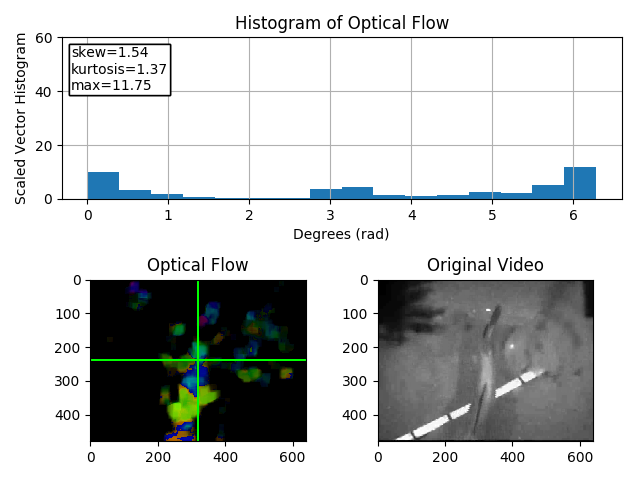 Histogram of Optical Flow
Scaled Vector Histogram
60
40
20
0
skew=1.54
kurtosis=1.37
max=11.75
0 1 2 3 4 5 6
Degrees (rad)
Optical Flow
0
100
200
300
400
0 200 400 600
Original Video
0
100
200
300
400
0 200 400 600